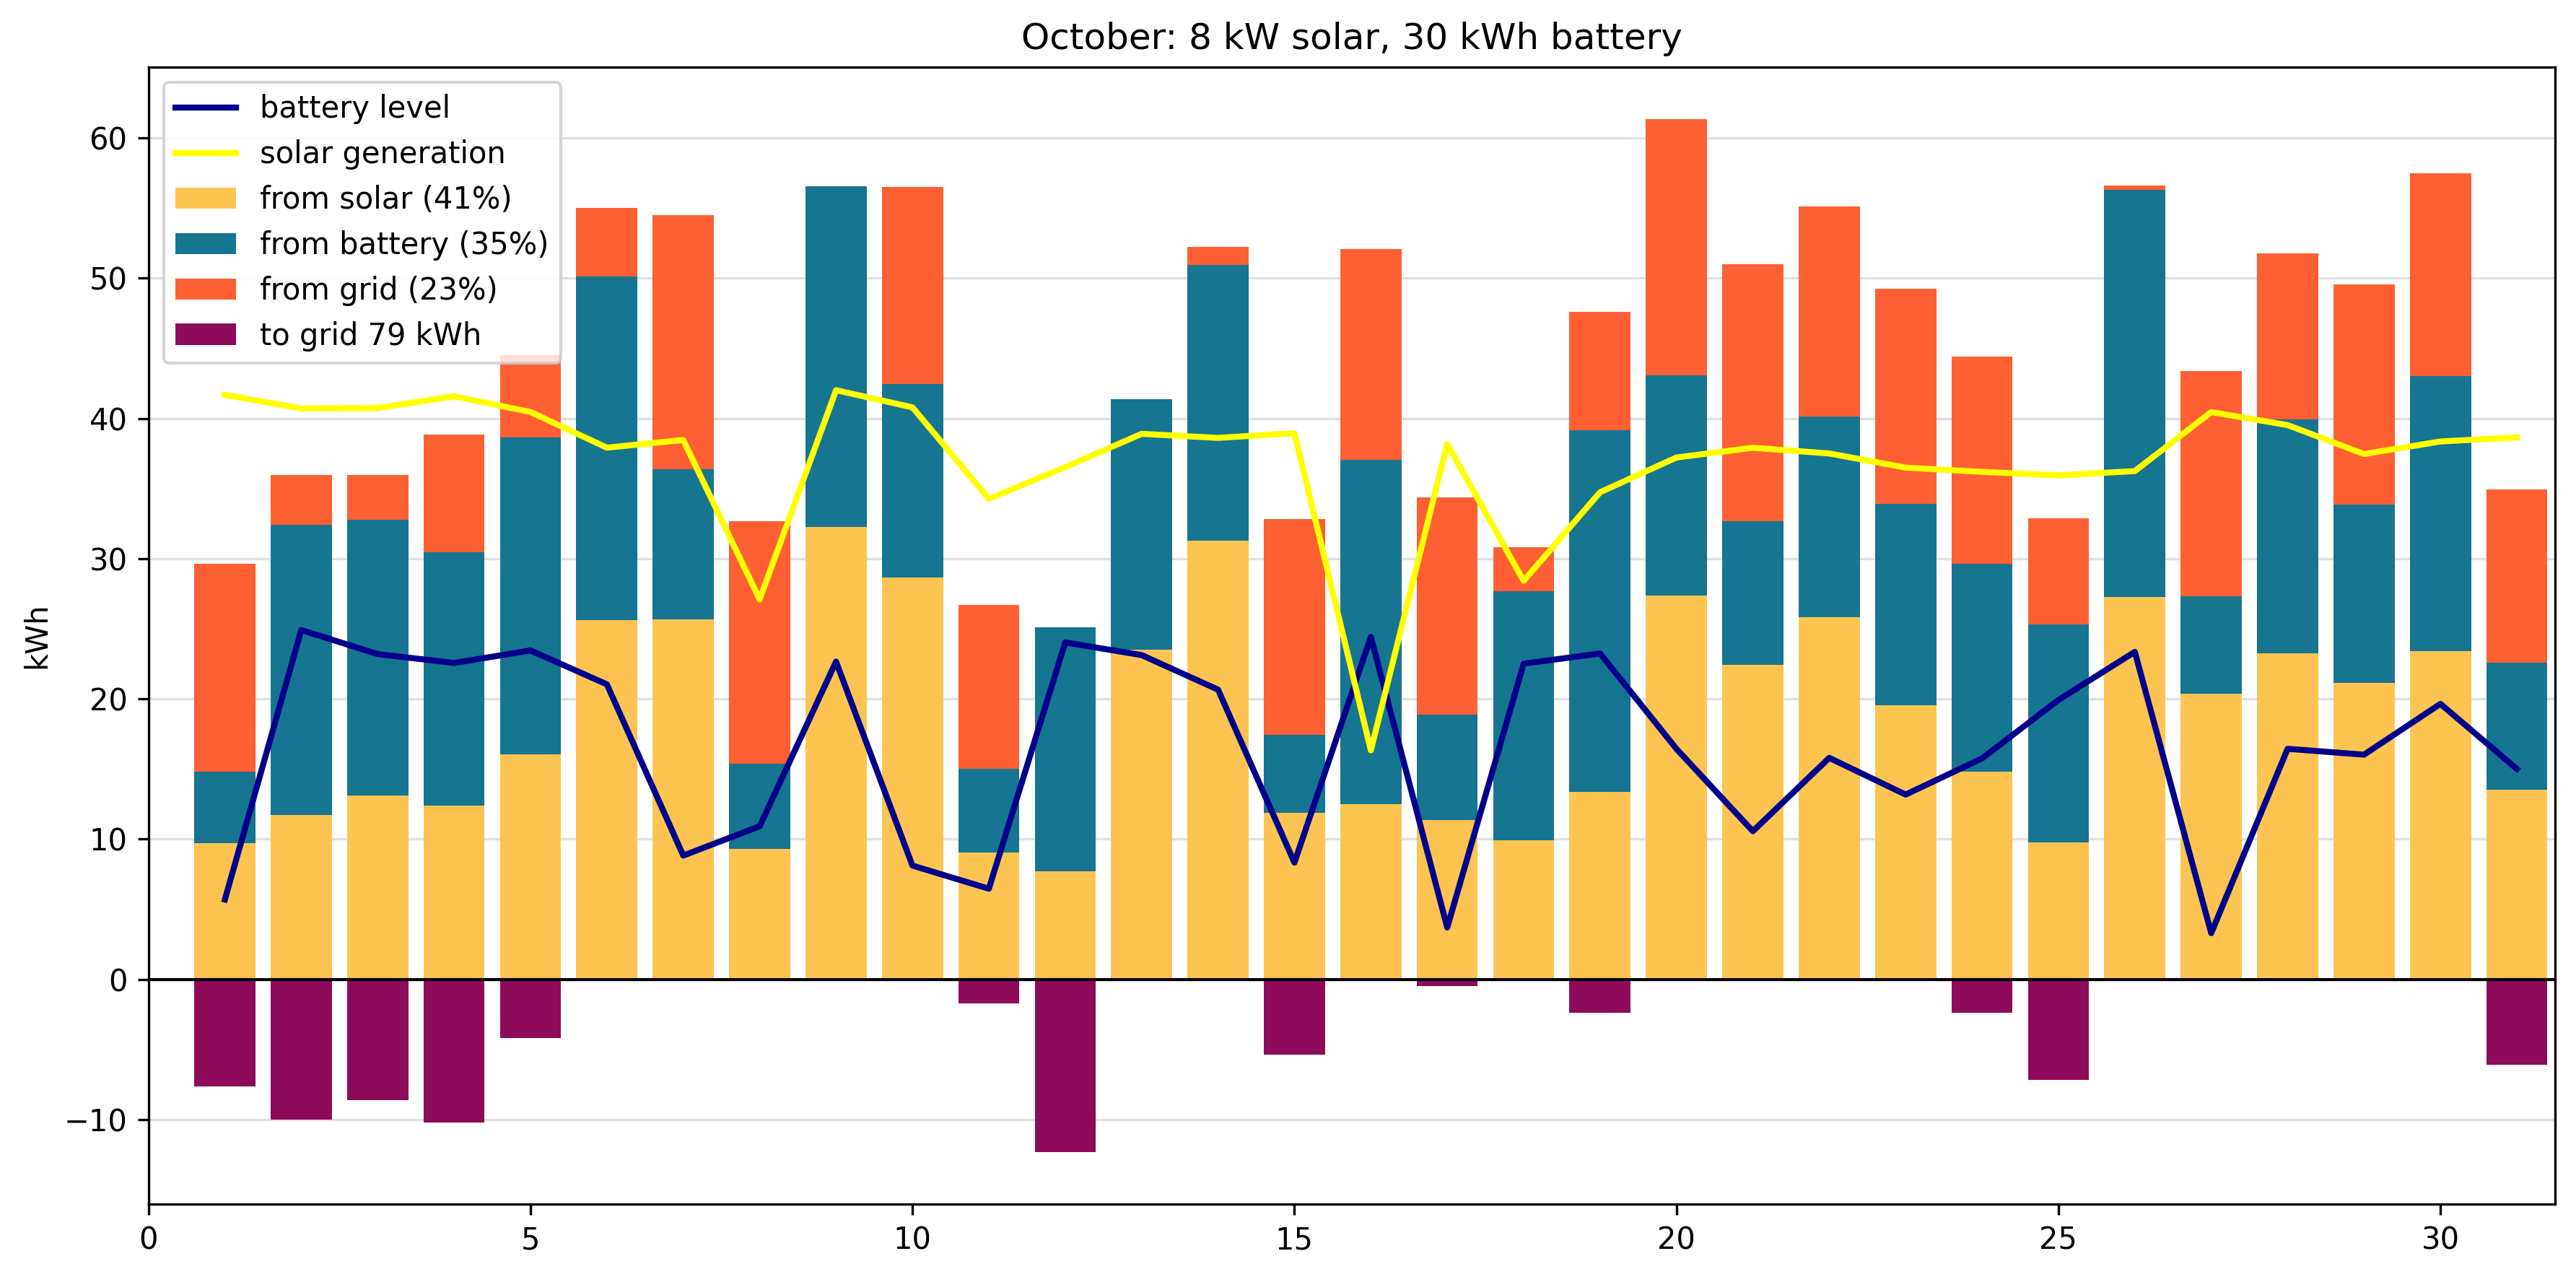 October: 8 kW solar, 30 kWh battery
battery level
solar generation
from solar (41%)
from battery (35%)
from grid (23%)
to grid 79 kWh
kWh
60
50
40
30
20
10
0
−10
0 5 10 15 20 25 30